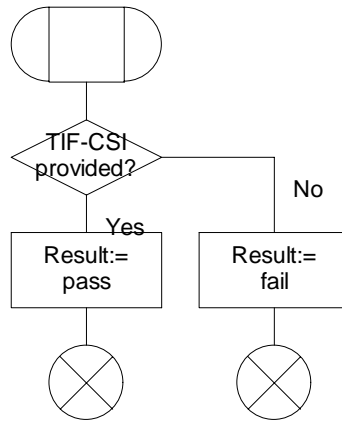 TIF-CSI
provided?
No
Yes
Result:=
pass
Result:=
fail